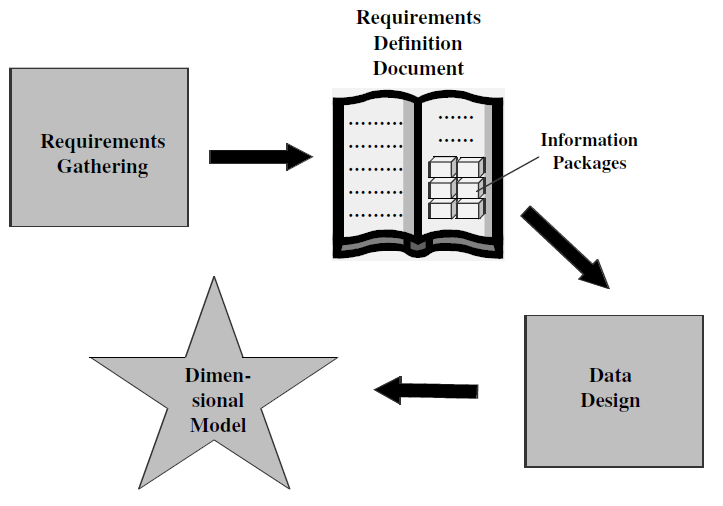 Requirements
Definition
Document
Requirements
Gathering
Information
Packages
Data
Design
Dimen-
sional
Model